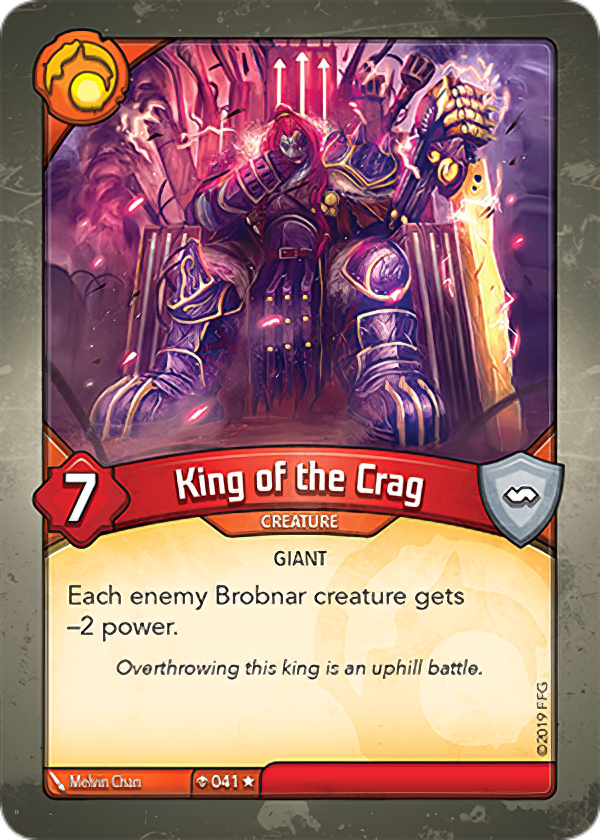 7
King of the Crag
CREATURE
GIANT
Each enemy Brobnar creature gets
–2 power.
Overthrowing this king is an uphill battle.
©2019 FFG
Melvin Chan
041